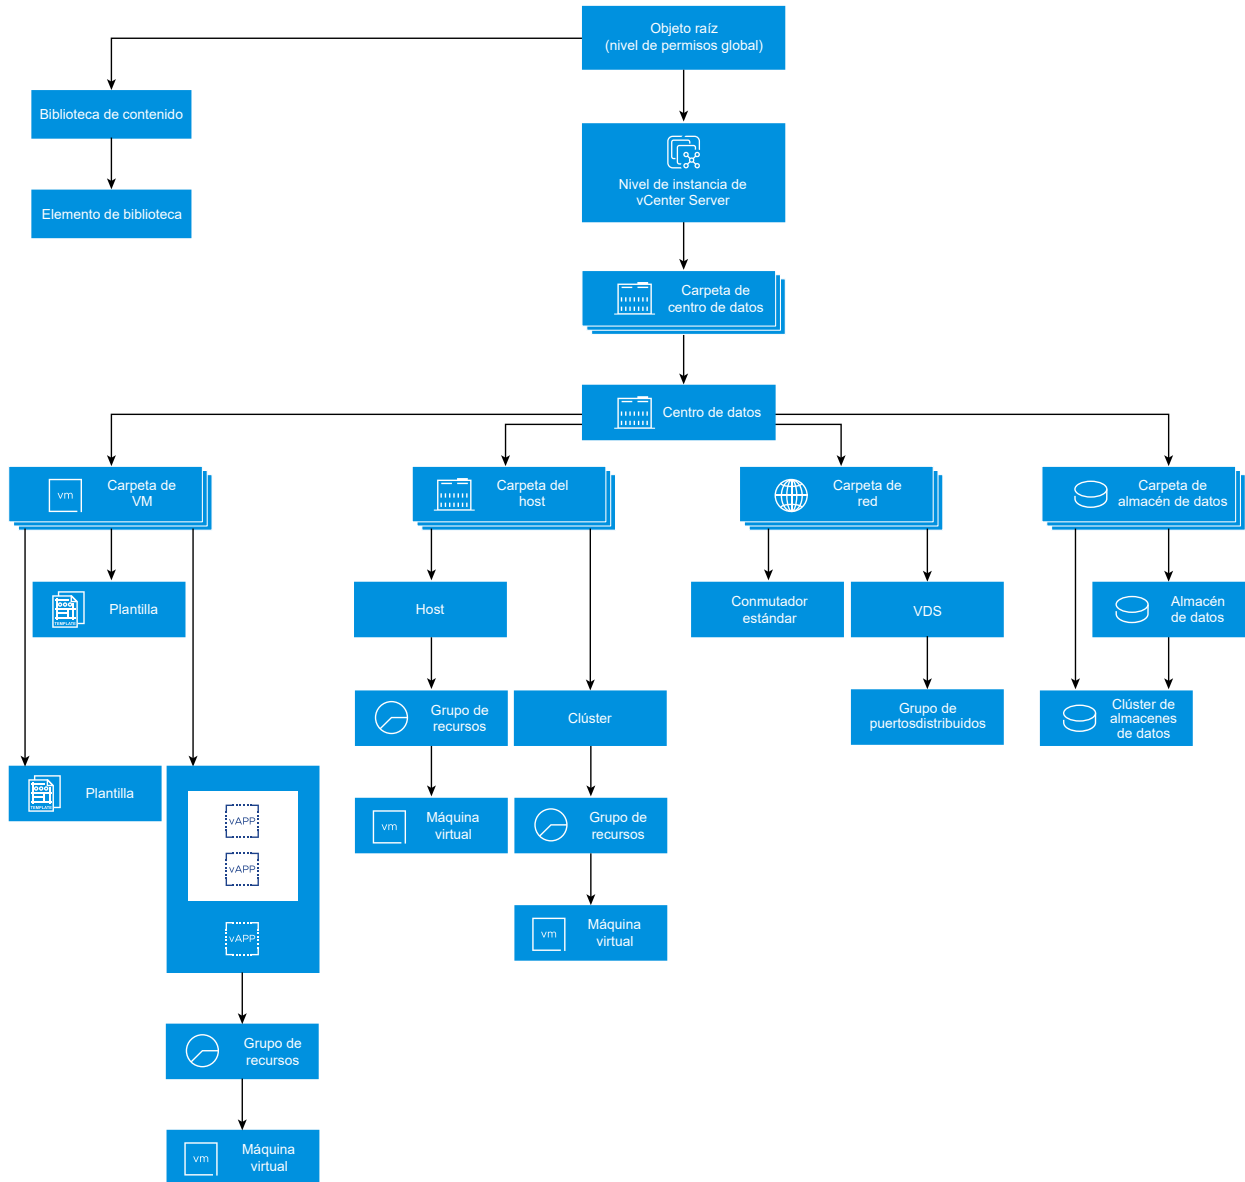 Objeto raíz
(nivel de permisos global)
Biblioteca de contenido
Elemento de biblioteca
Nivel de instancia de
vCenter Server
Carpeta de
centro de datos
Centro de datos
vm
Carpeta de
VM
Carpeta del
host
Carpeta de
red
Carpeta de
almacén de datos
TEMPLATE
Plantilla
Host
Conmutador
estándar
VDS
Almacén
de datos
Grupo de
recursos
Clúster
Grupo de
puertosdistribuidos
Clúster de
almacenes
de datos
TEMPLATE
Plantilla
vAPP
vAPP
vAPP
vm
Máquina
virtual
Grupo de
recursos
vm
Máquina
virtual
Grupo de
recursos
vm
Máquina
virtual